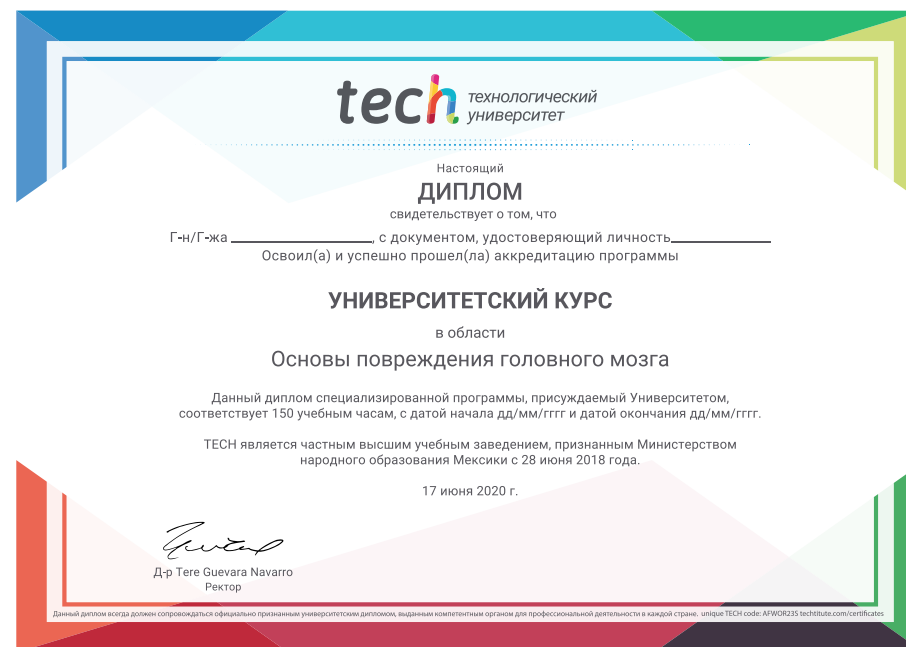 tech технологический
университет
Настоящий
ДИПЛОМ
свидетельствует о том, что
Г-н/Г-жа ____________________, с документом, удостоверяющий личность______________
Освоил(а) и успешно прошел(ла) аккредитацию программы
УНИВЕРСИТЕТСКИЙ КУРС
в области
Основы повреждения головного мозга
Данный диплом специализированной программы, присуждаемый Университетом,
соответствует 150 учебным часам, с датой начала дд/мм/гггг и датой окончания дд/мм/гггг.
TECH является частным высшим учебным заведением, признанным Министерством
народного образования Мексики с 28 июня 2018 года.
17 июня 2020 г.
Д-р Tere Guevara Navarro
Ректор
Данный диплом всегда должен сопровождаться официально признанным университетским дипломом, выданным компетентным органом для профессиональной деятельности в каждой стране. unique TECH code: AFWOR23S techtitute.com/certificates